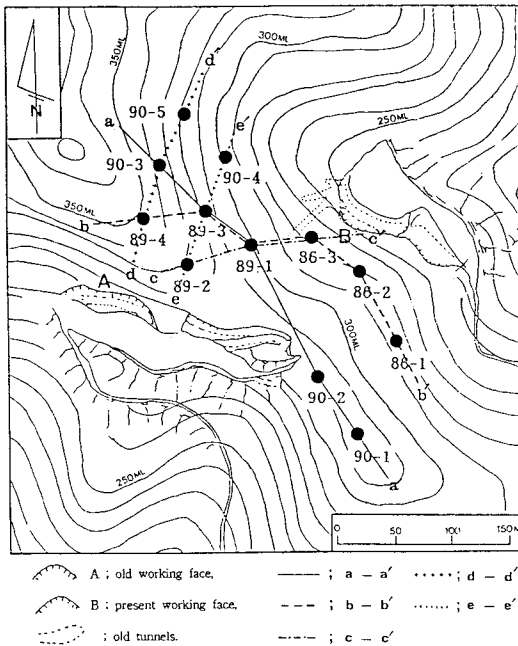 350ML
300ML
d′
N
a
90-5
e′
250ML
90-3
90-4
350ML
b
89-4
89-3
B
c′
d
c
89-1
86-3
A
89-2
e
86-2
300ML
86-1
90-2
b′
250ML
90-1
a
0 50 100 150 M
A ; old working face,
B ; present working face,
; old tunnels.
; a — a′
; b — b′
; c — c′
; d — d′
; e — e′